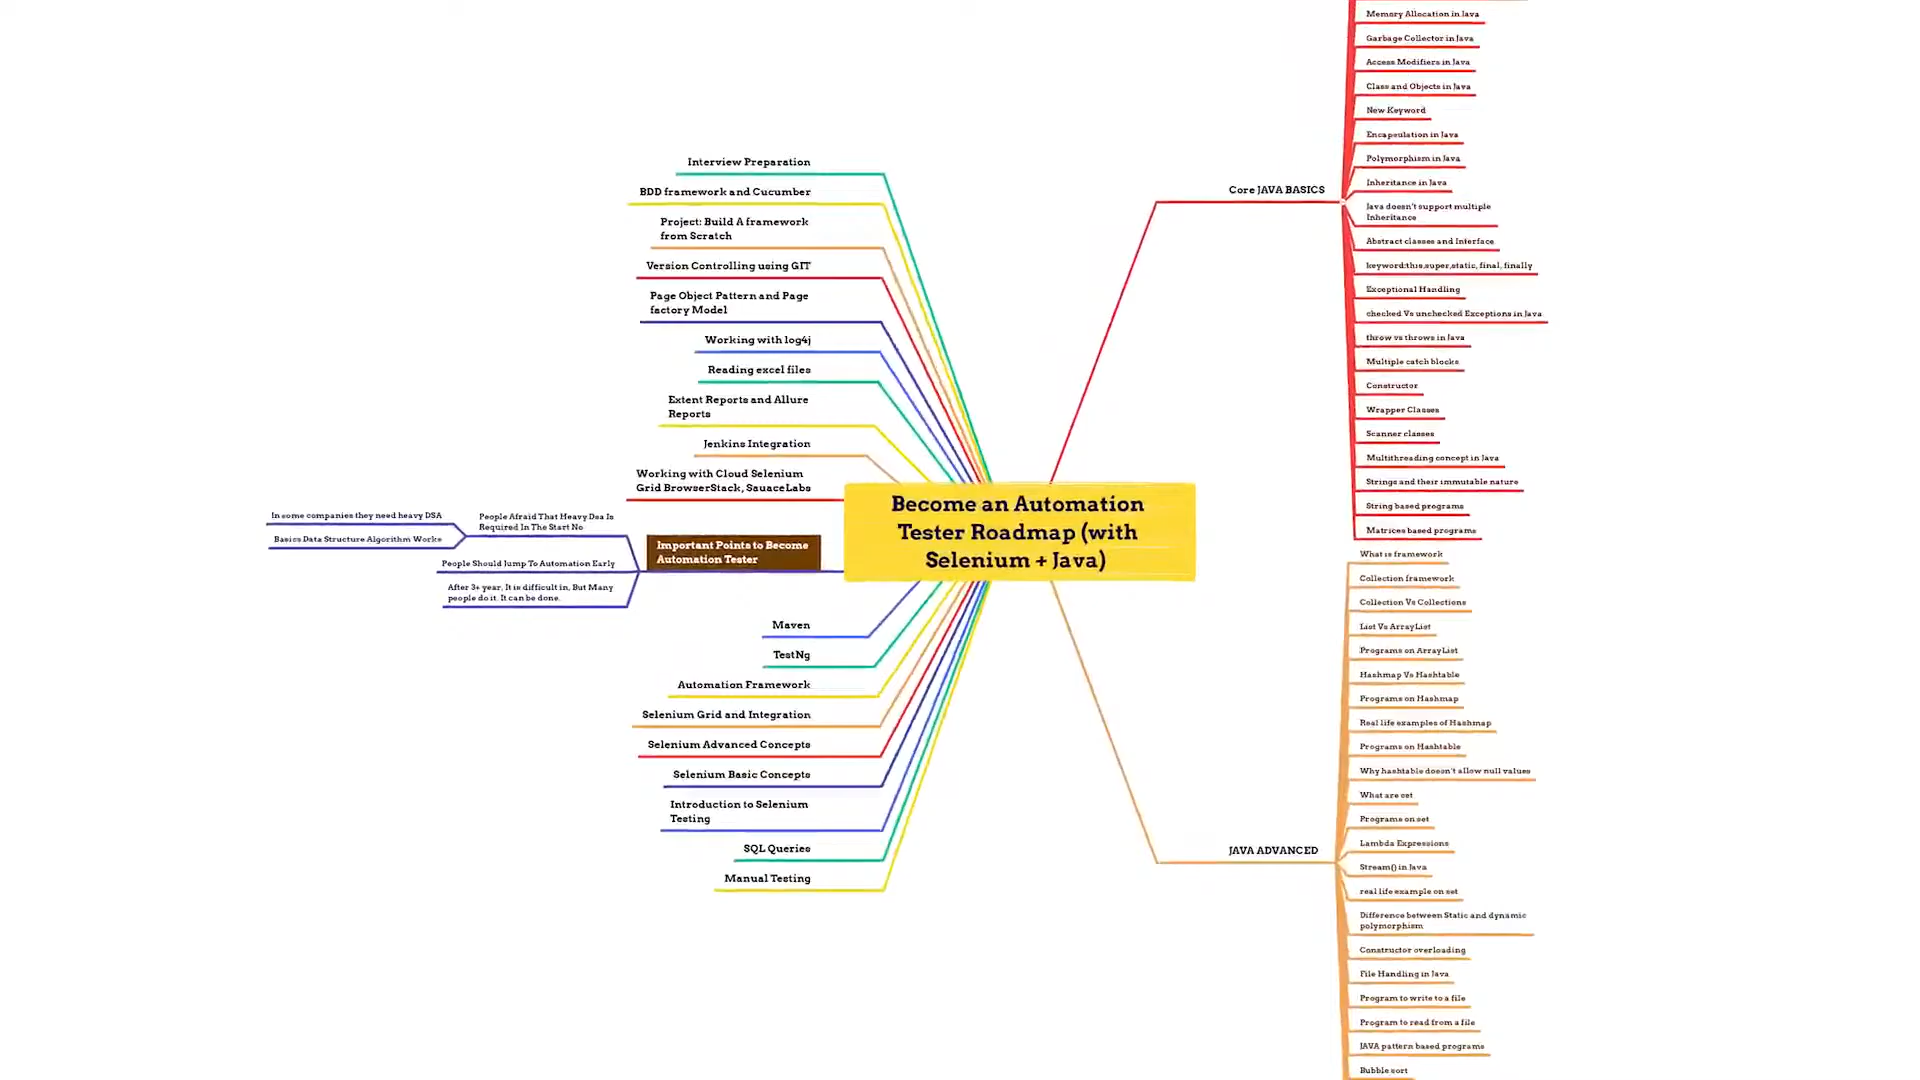 Interview Preparation
BDD framework and Cucumber
Project: Build A framework
from Scratch
Version Controlling using GIT
Page Object Pattern and Page
factory Model
Working with log4j
Reading excel files
Extent Reports and Allure
Reports
Jenkins Integration
Working with Cloud Selenium
Grid BrowserStack, SauaceLabs
In some companies they need heavy DSA
Basics Data Structure Algorithm Works
People Afraid That Heavy Dsa Is
Required In The Start No
People Should Jump To Automation Early
After 3+ year, It is difficult in, But Many
people do it. It can be done.
Important Points to Become
Automation Tester
Maven
TestNg
Automation Framework
Selenium Grid and Integration
Selenium Advanced Concepts
Selenium Basic Concepts
Introduction to Selenium
Testing
SQL Queries
Manual Testing
Become an Automation
Tester Roadmap (with
Selenium + Java)
Core JAVA BASICS
Memory Allocation in Java
Garbage Collector in Java
Access Modifiers in Java
Class and Objects in Java
New Keyword
Encapsulation in Java
Polymorphism in Java
Inheritance in Java
Java doesn't support multiple
Inheritance
Abstract classes and Interface
keyword:this,super,static, final, finally
Exceptional Handling
checked Vs unchecked Exceptions in Java
throw vs throws in Java
Multiple catch blocks
Constructor
Wrapper Classes
Scanner classes
Multithreading concept in Java
Strings and their immutable nature
String based programs
Matrices based programs
JAVA ADVANCED
What is framework
Collection framework
Collection Vs Collections
List Vs ArrayList
Programs on ArrayList
Hashmap Vs Hashtable
Programs on Hashmap
Real life examples of Hashmap
Programs on Hashtable
Why hashtable doesn't allow null values
What are set
Programs on set
Lambda Expressions
Stream() in Java
real life example on set
Difference between Static and dynamic
polymorphism
Constructor overloading
File Handling in Java
Program to write to a file
Program to read from a file
JAVA pattern based programs
Bubble sort